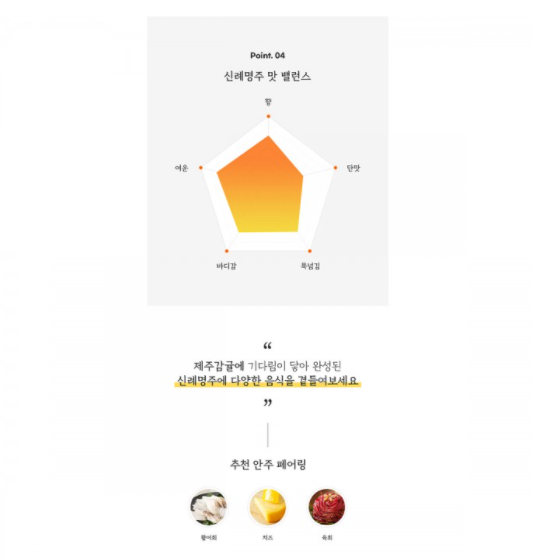 Point. 04
신례명주 맛 밸런스
향
여운
단맛
바디감
목넘김
“
제주감귤에 기다림이 닿아 완성된
신례명주에 다양한 음식을 곁들여보세요
”
추천 안주 페어링
활어회
치즈
육회